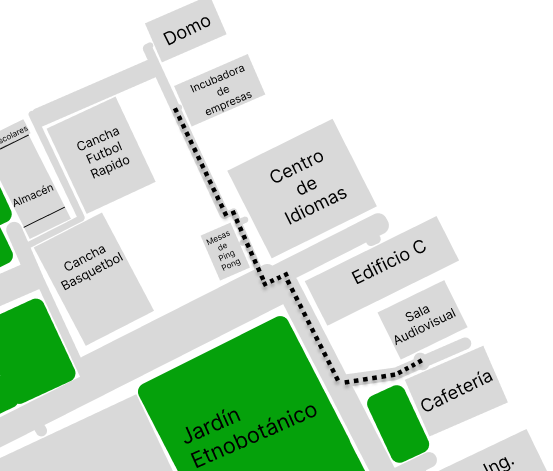 Domo
Incubadora
de
empresas
Cancha
Futbol
Rapido
Almacén
Centro
de
Idiomas
Mesas
de
Ping
Pong
Cancha
Basquetbol
Edificio C
Sala
Audiovisual
Cafetería
Jardín
Etnobotánico
Ing.